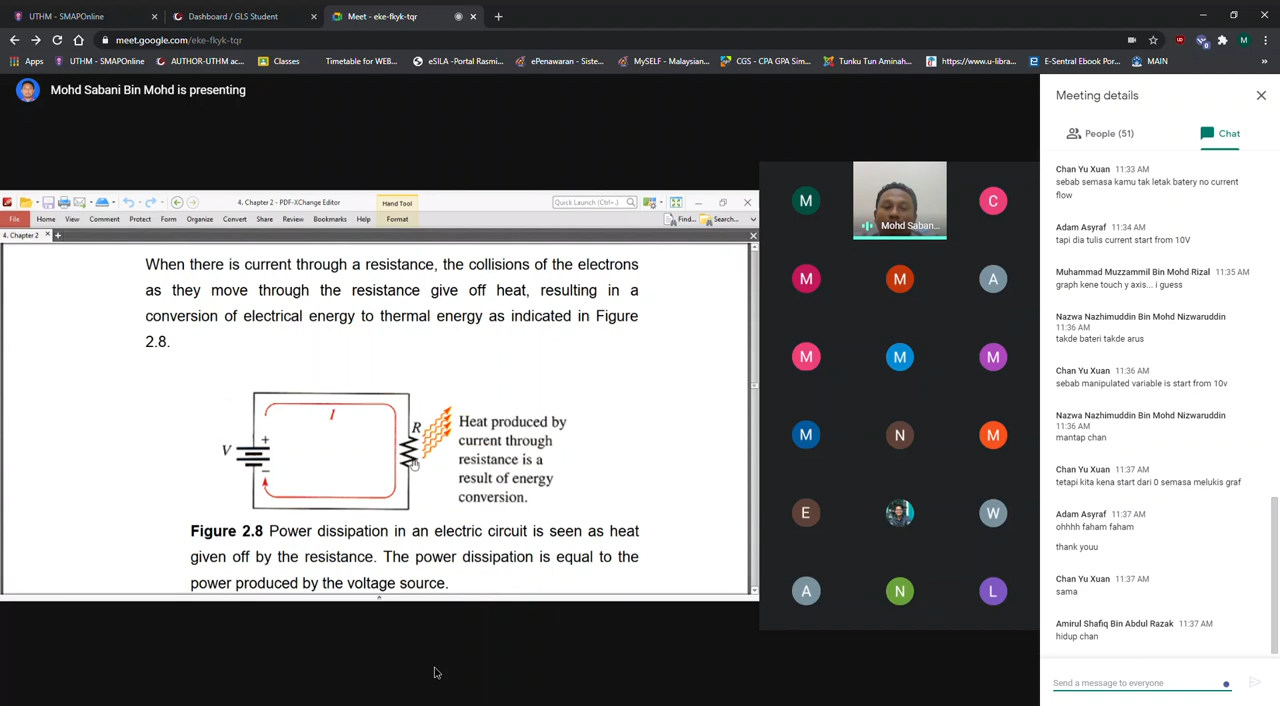 UTHM - SMAPOnline
Dashboard / GLS Student
Meet - eke-fkyk-tqr
meet.google.com/eke-fkyk-tqr
M
Apps
UTHM - SMAPOnline
AUTHOR-UTHM ac...
Classes
Timetable for WEB...
eSILA -Portal Rasmi...
ePenawaran - Siste...
MySELF - Malaysian...
CGS - CPA GPA Sim...
Tunku Tun Aminah...
https://www.u-libra...
E-Sentral Ebook Por...
MAIN
Mohd Sabani Bin Mohd is presenting
4. Chapter 2 - PDF-XChange Editor
Hand Tool
Quick Launch (Ctrl+.)
File Home View Comment Protect Form Organize Convert Share Review Bookmarks Help Format
Find...
Search...
4. Chapter 2
When there is current through a resistance, the collisions of the electrons
as they move through the resistance give off heat, resulting in a
conversion of electrical energy to thermal energy as indicated in Figure
2.8.
I
V
+
−
R
Heat produced by
current through
resistance is a
result of energy
conversion.
Figure 2.8 Power dissipation in an electric circuit is seen as heat
given off by the resistance. The power dissipation is equal to the
power produced by the voltage source.
M
Mohd Saban...
C
M
M
A
M
M
M
M
N
M
E
W
A
N
L
Meeting details
People (51)
Chat
Chan Yu Xuan 11:33 AM
sebab semasa kamu tak letak batery no current
flow
Adam Asyraf 11:34 AM
tapi dia tulis current start from 10V
Muhammad Muzzammil Bin Mohd Rizal 11:35 AM
graph kene touch y axis... i guess
Nazwa Nazhimuddin Bin Mohd Nizwaruddin
11:36 AM
takde bateri takde arus
Chan Yu Xuan 11:36 AM
sebab manipulated variable is start from 10v
Nazwa Nazhimuddin Bin Mohd Nizwaruddin
11:36 AM
mantap chan
Chan Yu Xuan 11:37 AM
tetapi kita kena start dari 0 semasa melukis graf
Adam Asyraf 11:37 AM
ohhhh faham faham
thank youu
Chan Yu Xuan 11:37 AM
sama
Amirul Shafiq Bin Abdul Razak 11:37 AM
hidup chan
Send a message to everyone